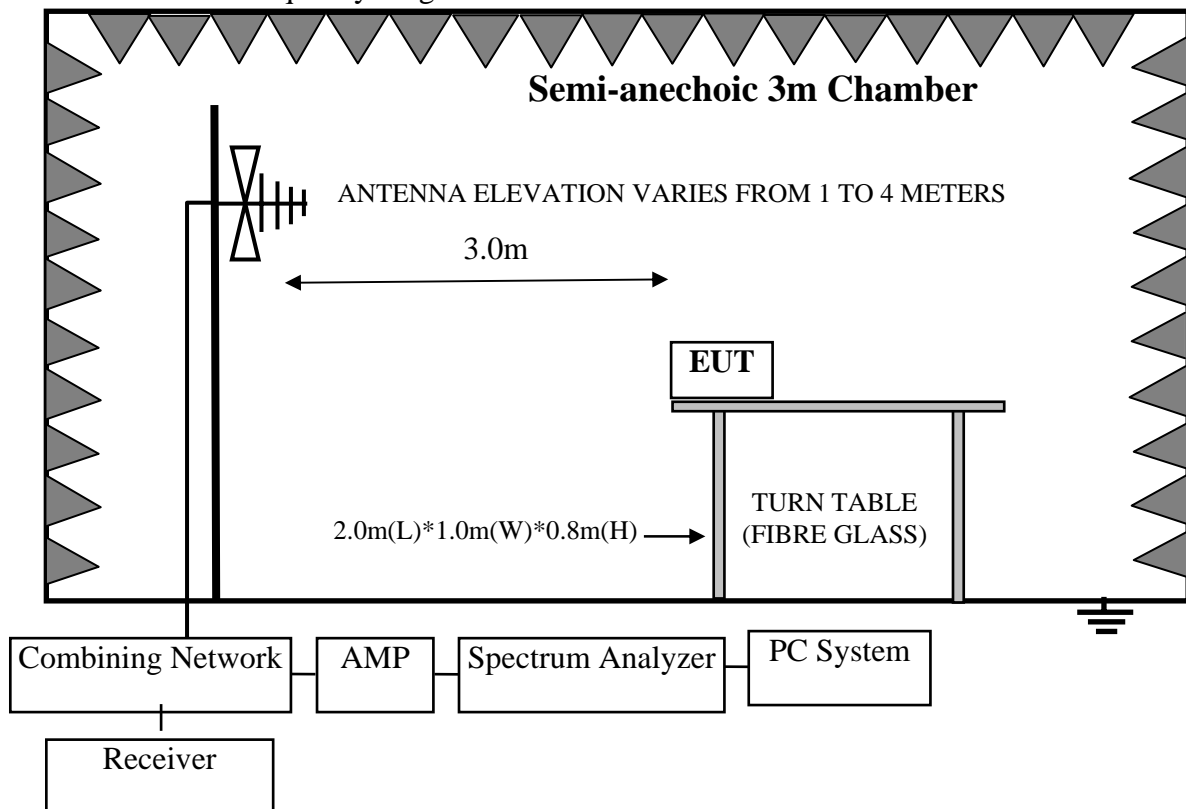 Semi-anechoic 3m Chamber
ANTENNA ELEVATION VARIES FROM 1 TO 4 METERS
3.0m
EUT
2.0m(L)*1.0m(W)*0.8m(H)
TURN TABLE
(FIBRE GLASS)
Combining Network
AMP
Spectrum Analyzer
PC System
Receiver